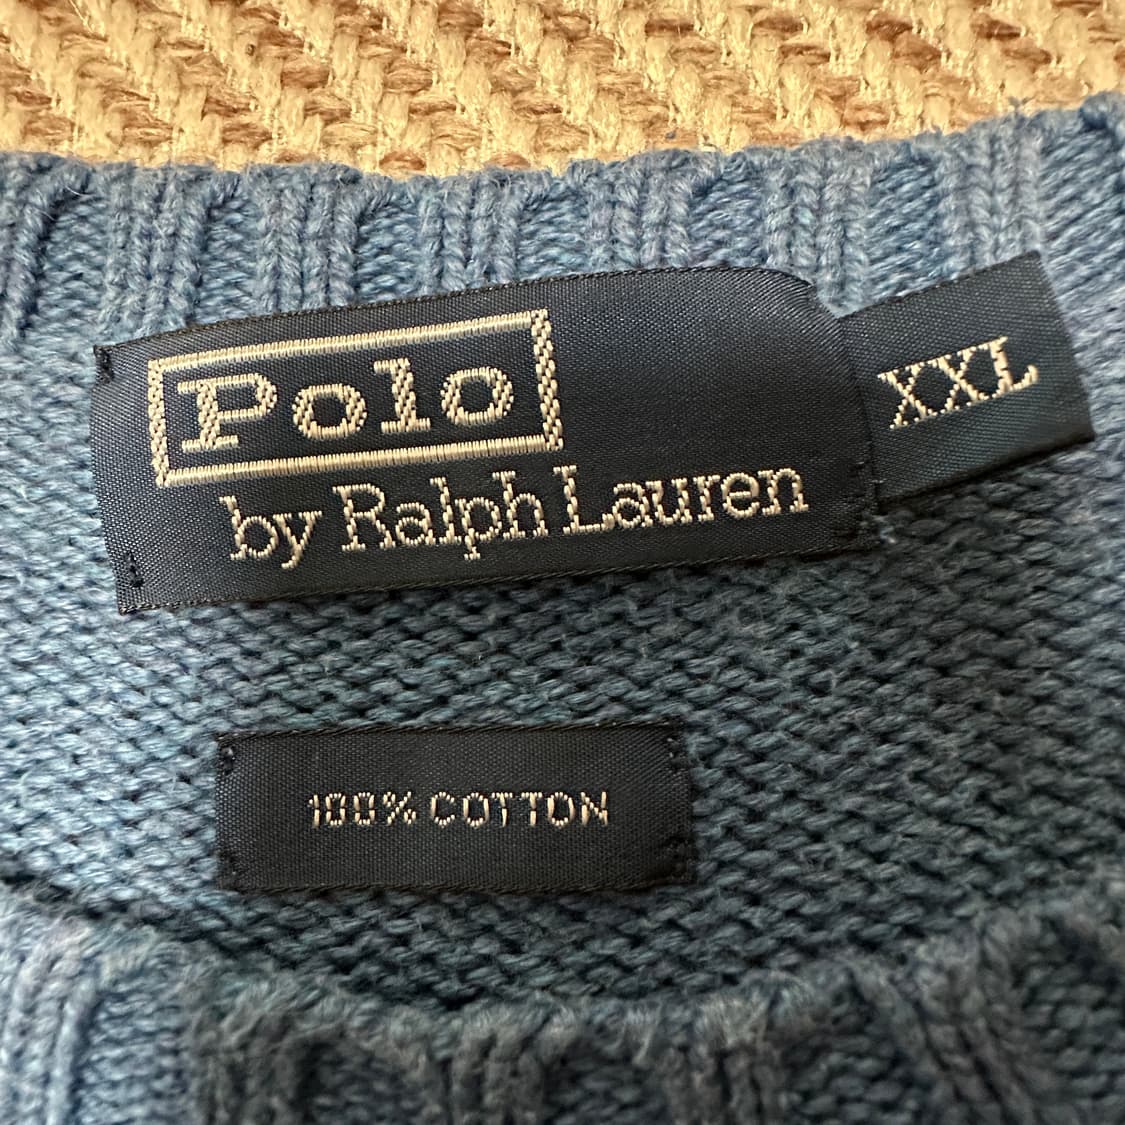 Polo
by Ralph Lauren
XXL
100% COTTON